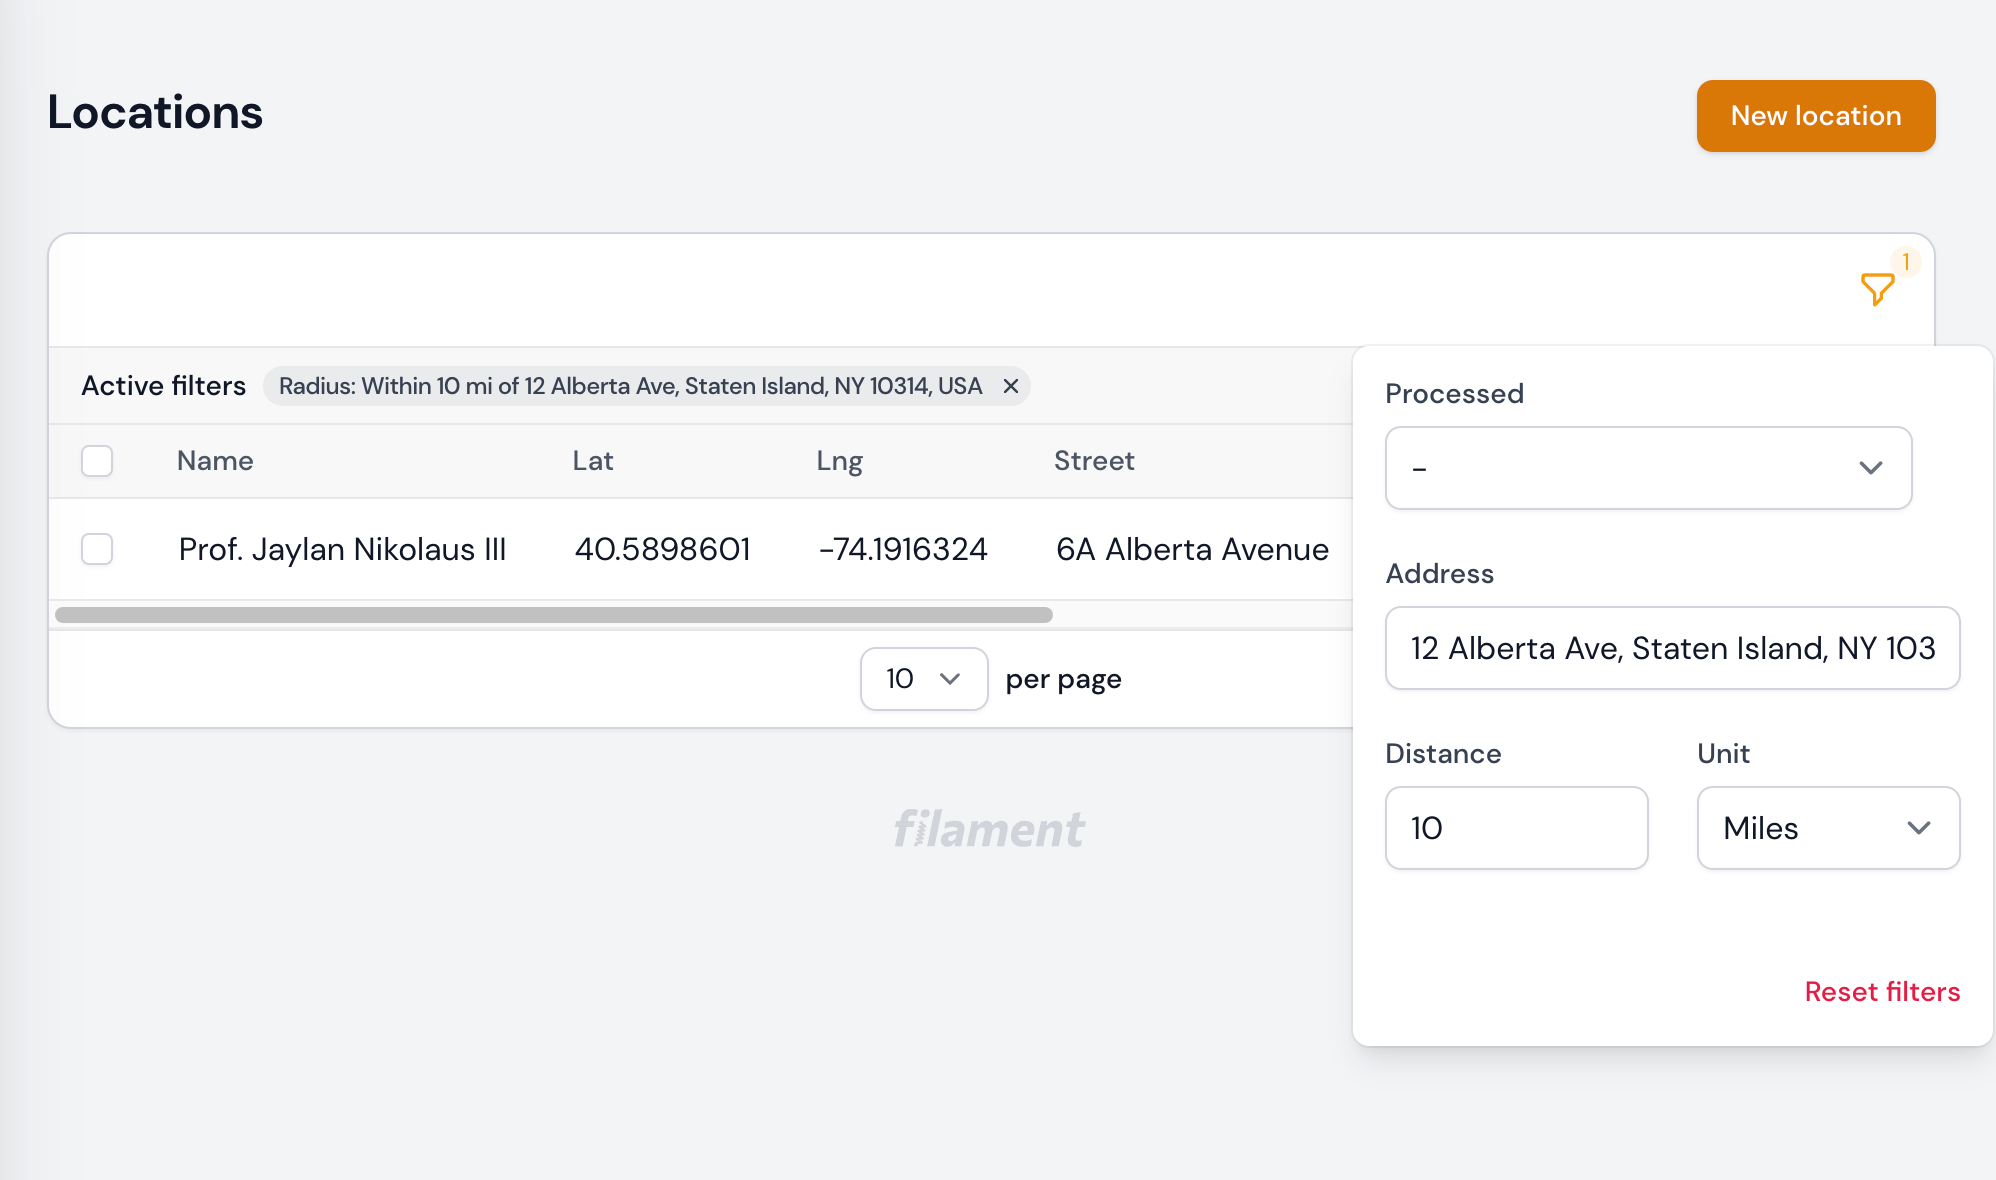 Locations
New location
1
Active filters Radius: Within 10 mi of 12 Alberta Ave, Staten Island, NY 10314, USA
Name Lat Lng Street
Prof. Jaylan Nikolaus III 40.5898601 -74.1916324 6A Alberta Avenue
10 per page
filament
Processed
-
Address
12 Alberta Ave, Staten Island, NY 103
Distance Unit
10 Miles
Reset filters